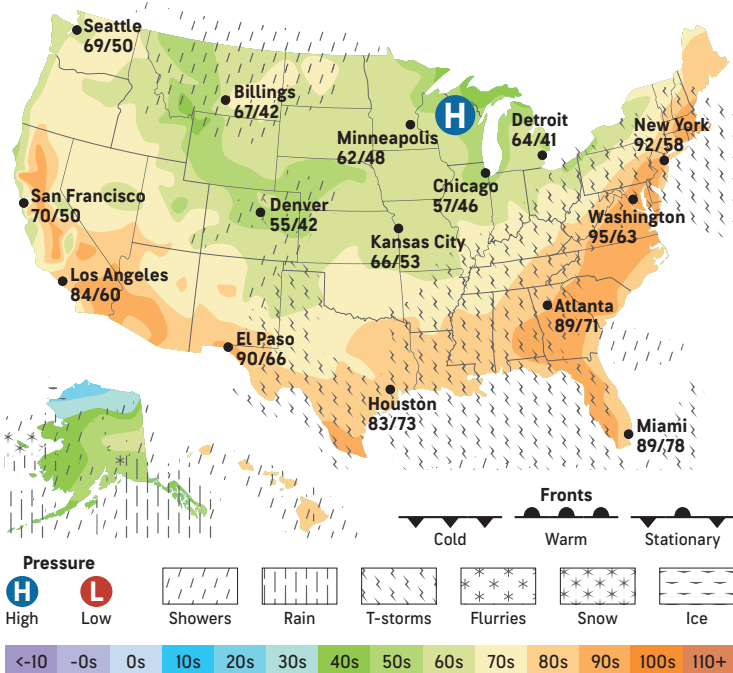 Seattle
69/50
Billings
67/42
H
Detroit
64/41
Minneapolis
62/48
New York
92/58
Chicago
57/46
San Francisco
70/50
Denver
55/42
Washington
95/63
Kansas City
66/53
Los Angeles
84/60
Atlanta
89/71
El Paso
90/66
Houston
83/73
Miami
89/78
Fronts
Cold Warm Stationary
Pressure
H L
High Low Showers Rain T-storms Flurries Snow Ice
<-10 -0s 0s 10s 20s 30s 40s 50s 60s 70s 80s 90s 100s 110+